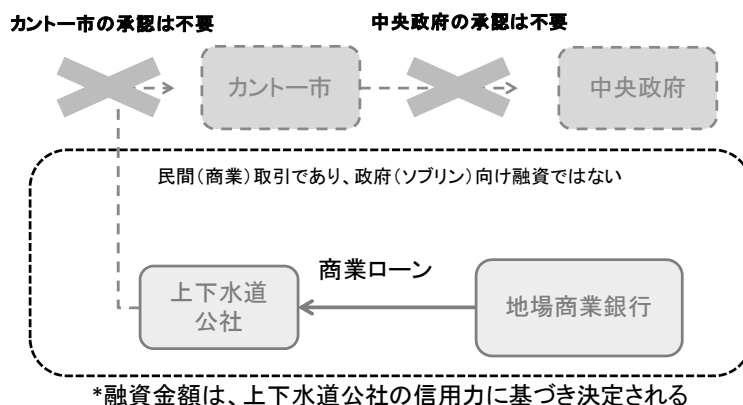 カントー市の承認は不要
中央政府の承認は不要
カントー市
中央政府
民間(商業)取引であり、政府(ソブリン)向け融資ではない
商業ローン
上下水道
公社
地場商業銀行
*融資金額は、上下水道公社の信用力に基づき決定される